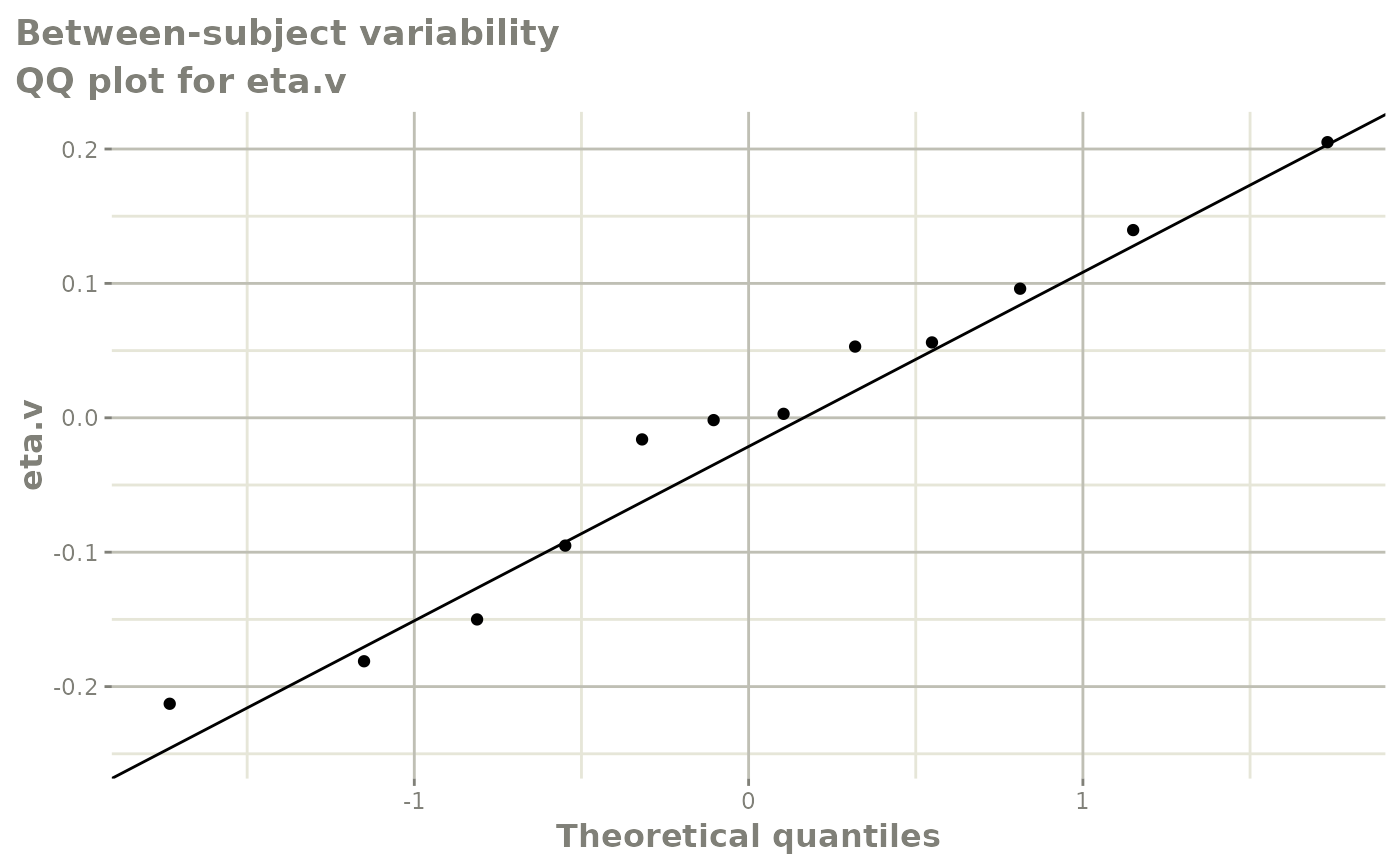 Between-subject variability
QQ plot for eta.v
0.2
0.1
0.0
-0.1
-0.2
eta.v
-1 0 1
Theoretical quantiles